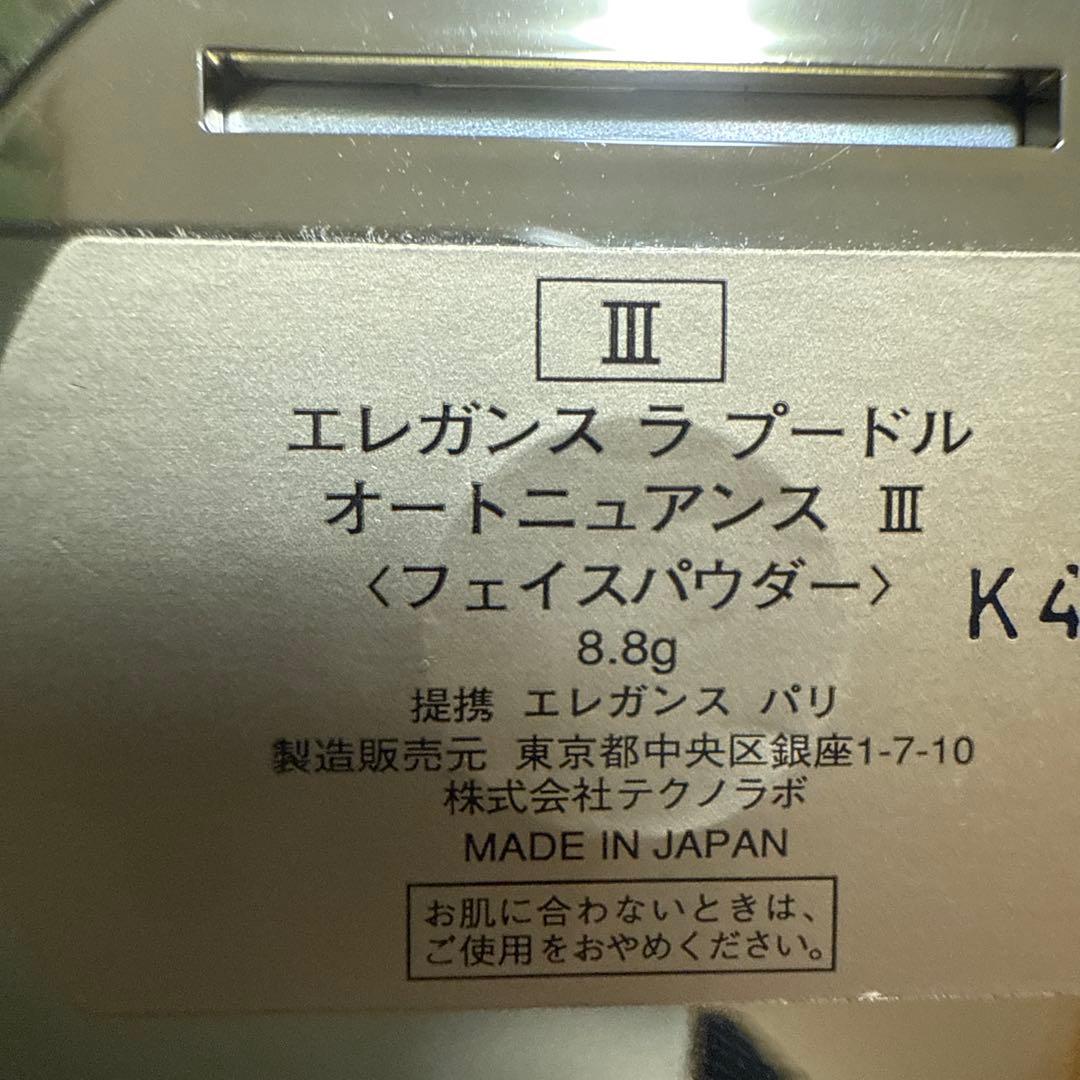 Ⅲ
エレガンス ラ プードル
オートニュアンス Ⅲ
〈フェイスパウダー〉
K
8.8g
提携 エレガンス パリ
製造販売元 東京都中央区銀座1-7-10
株式会社テクノラボ
MADE IN JAPAN
お肌に合わないときは、
ご使用をおやめください。